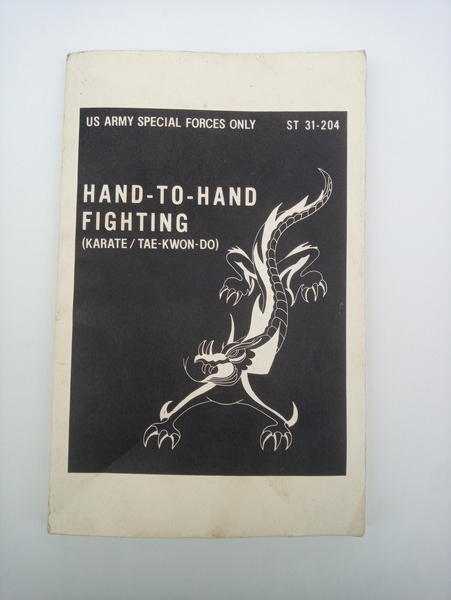 US ARMY SPECIAL FORCES ONLY ST 31-204
HAND-TO-HAND
FIGHTING
(KARATE/TAE-KWON-DO)